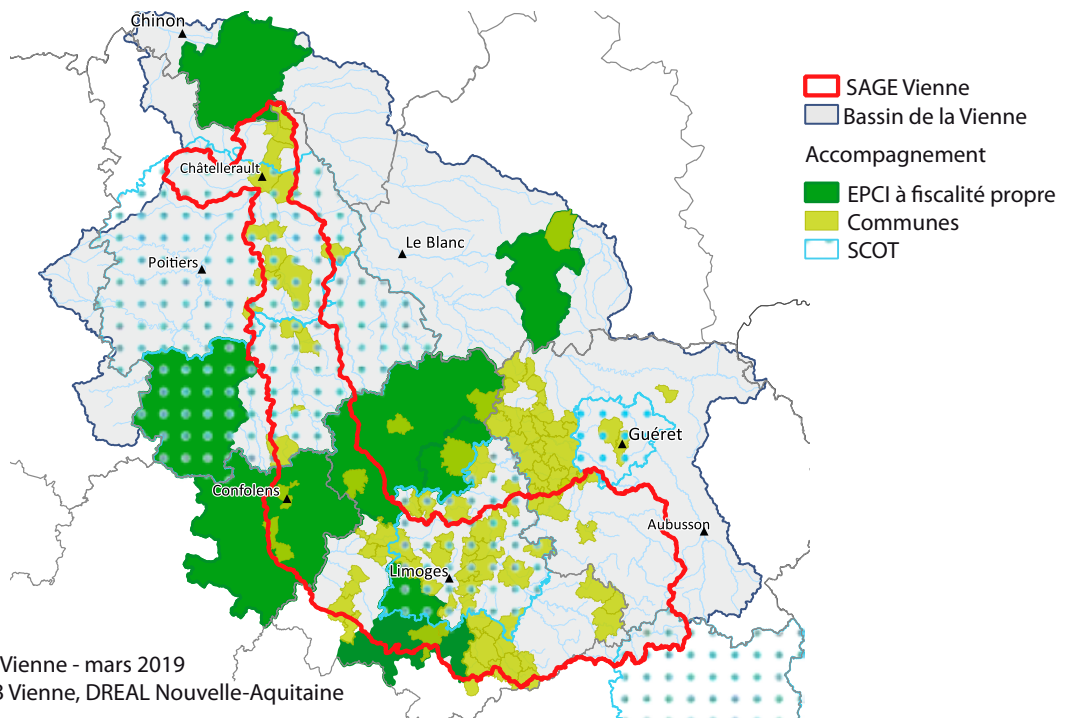 Chinon
SAGE Vienne
Bassin de la Vienne
Accompagnement
Châtellerault
EPCI à fiscalité propre
Communes
Le Blanc
SCOT
Poitiers
Guéret
Confolens
Aubusson
Limoges
Vienne - mars 2019
Vienne, DREAL Nouvelle-Aquitaine